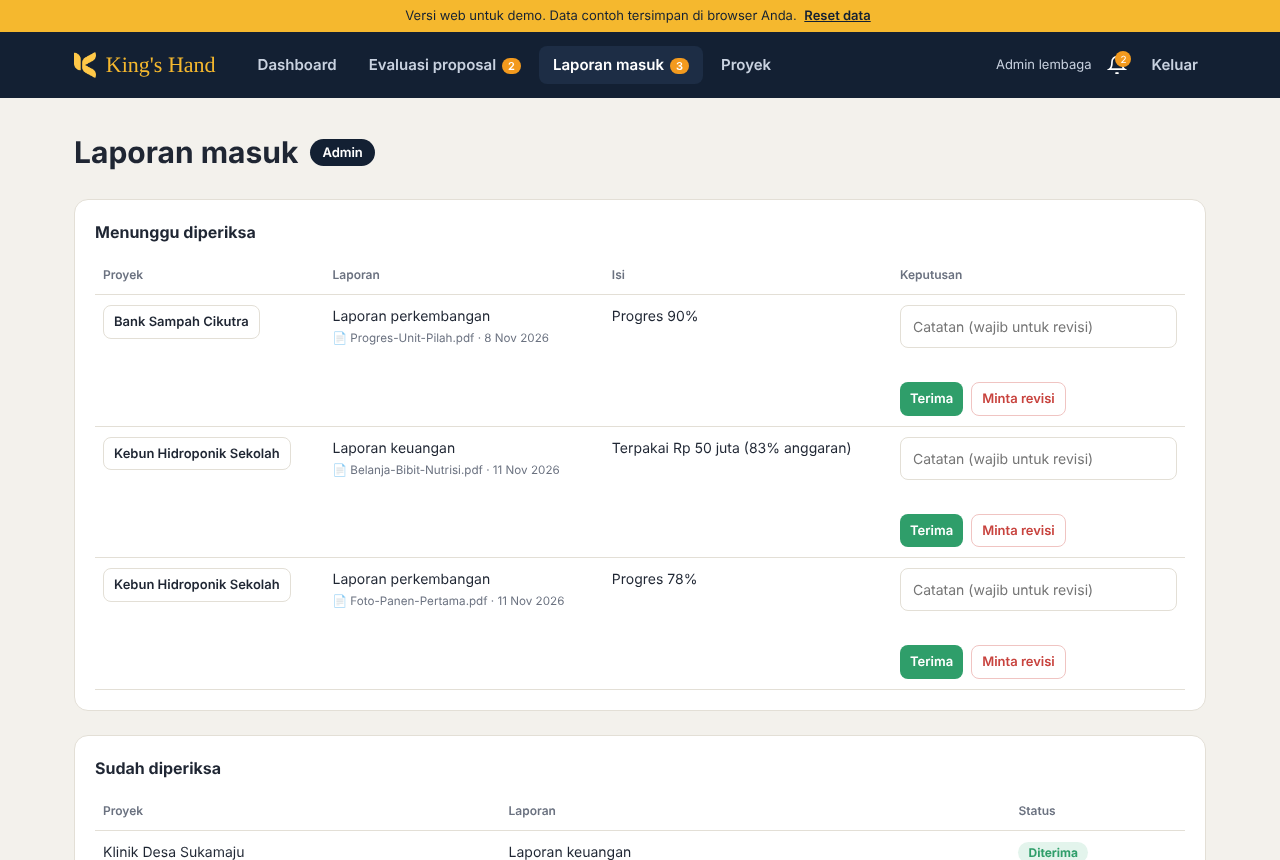 Versi web untuk demo. Data contoh tersimpan di browser Anda. Reset data
King's Hand Dashboard Evaluasi proposal 2 Laporan masuk 3 Proyek Admin lembaga 2 Keluar
Laporan masuk Admin
Menunggu diperiksa
Proyek Laporan Isi Keputusan
Bank Sampah Cikutra Laporan perkembangan Progres 90% Catatan (wajib untuk revisi)
Progres-Unit-Pilah.pdf · 8 Nov 2026
Terima Minta revisi
Kebun Hidroponik Sekolah Laporan keuangan Terpakai Rp 50 juta (83% anggaran) Catatan (wajib untuk revisi)
Belanja-Bibit-Nutrisi.pdf · 11 Nov 2026
Terima Minta revisi
Kebun Hidroponik Sekolah Laporan perkembangan Progres 78% Catatan (wajib untuk revisi)
Foto-Panen-Pertama.pdf · 11 Nov 2026
Terima Minta revisi
Sudah diperiksa
Proyek Laporan Status
Klinik Desa Sukamaju Laporan keuangan Diterima